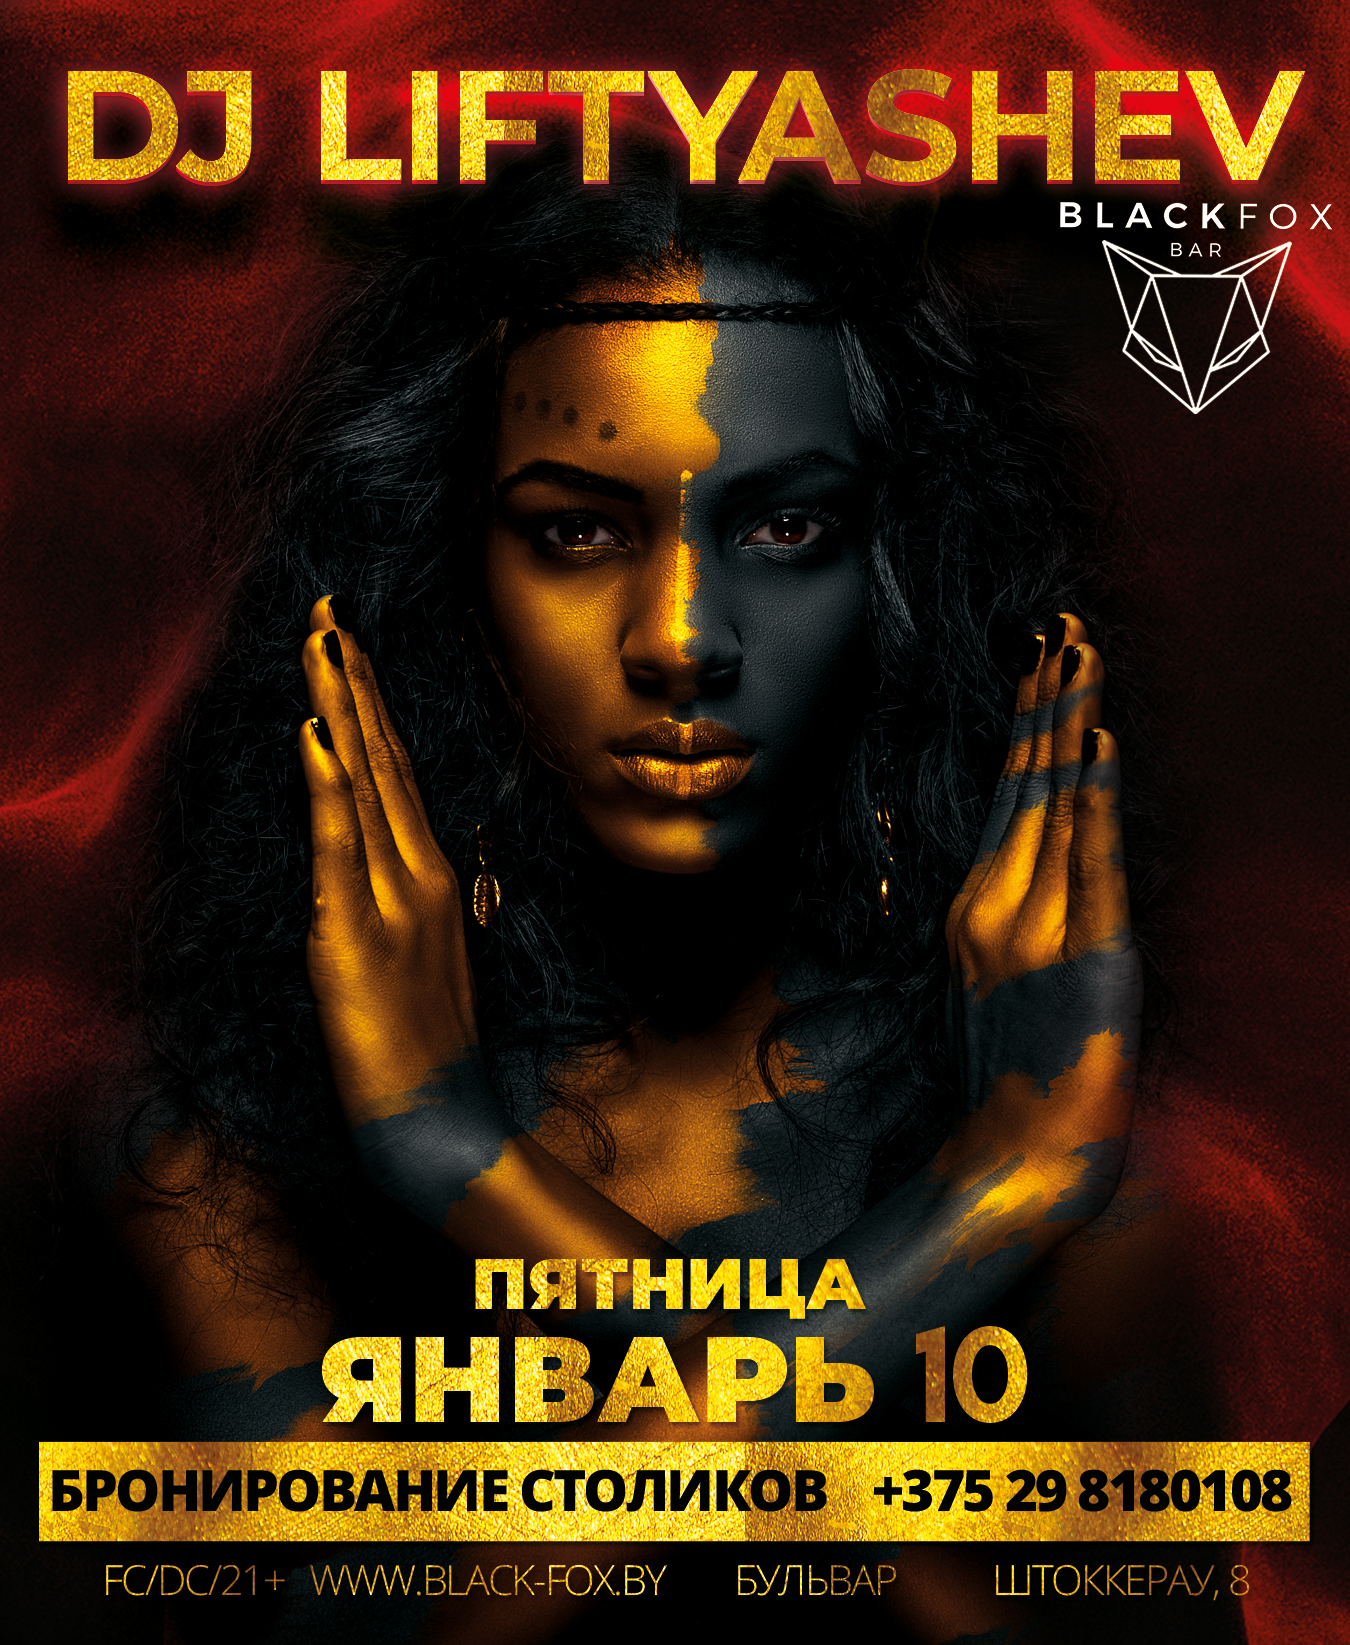 DJ LIFTYASHEV
BLACKFOX
BAR
ПЯТНИЦА
ЯНВАРЬ 10
БРОНИРОВАНИЕ СТОЛИКОВ +375 29 8180108
FC/DC/21+ WWW.BLACK-FOX.BY БУЛЬВАР ШТОККЕРАУ, 8